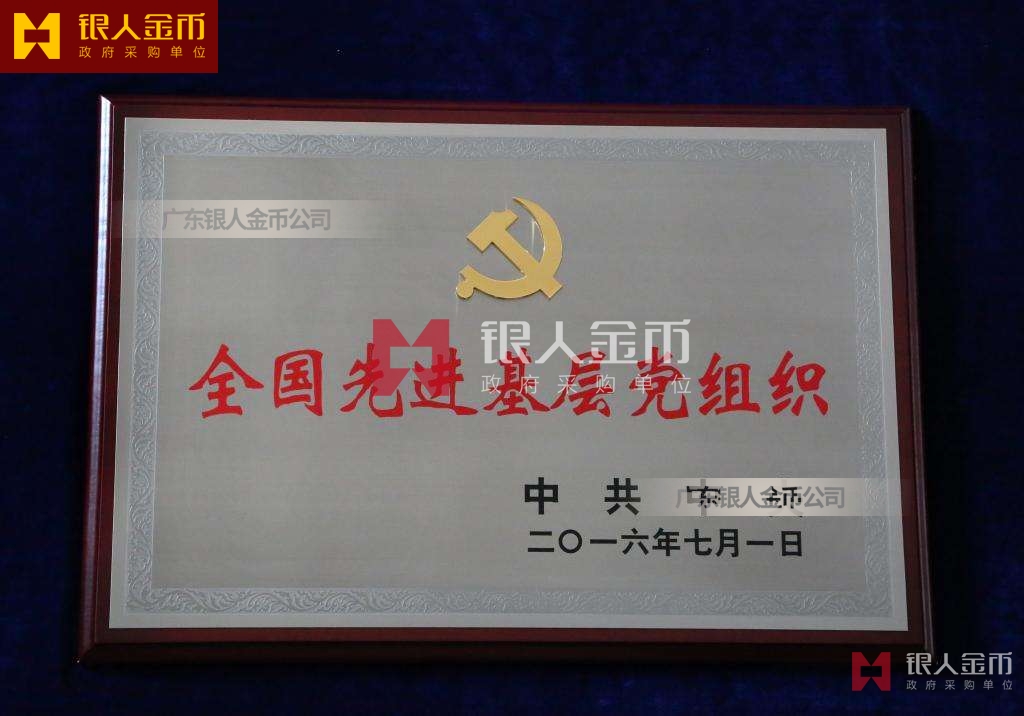 银人金币
政府采购单位
广东银人金币公司
银人金币
政府采购单位
全国先进基层党组织
中共中央
广东银人金币公司
二〇一六年七月一日
银人金币
政府采购单位